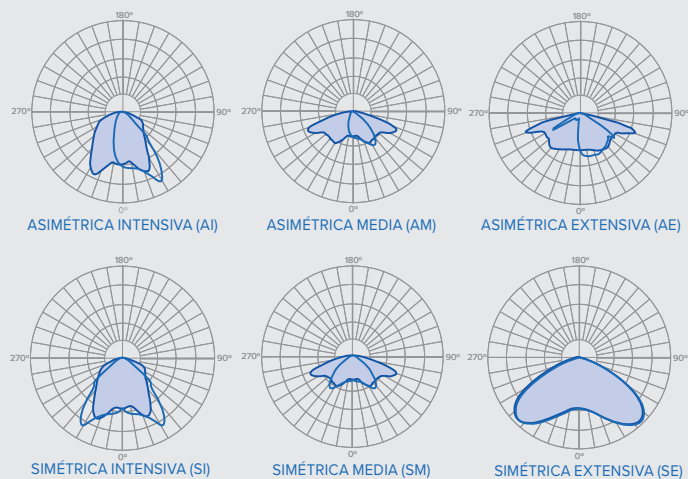 180° 180° 180°
270° 90° 270° 90° 270° 90°
0° 0° 0°
ASIMÉTRICA INTENSIVA (AI) ASIMÉTRICA MEDIA (AM) ASIMÉTRICA EXTENSIVA (AE)
180° 180° 180°
270° 90° 270° 90° 270° 90°
0° 0° 0°
SIMÉTRICA INTENSIVA (SI) SIMÉTRICA MEDIA (SM) SIMÉTRICA EXTENSIVA (SE)